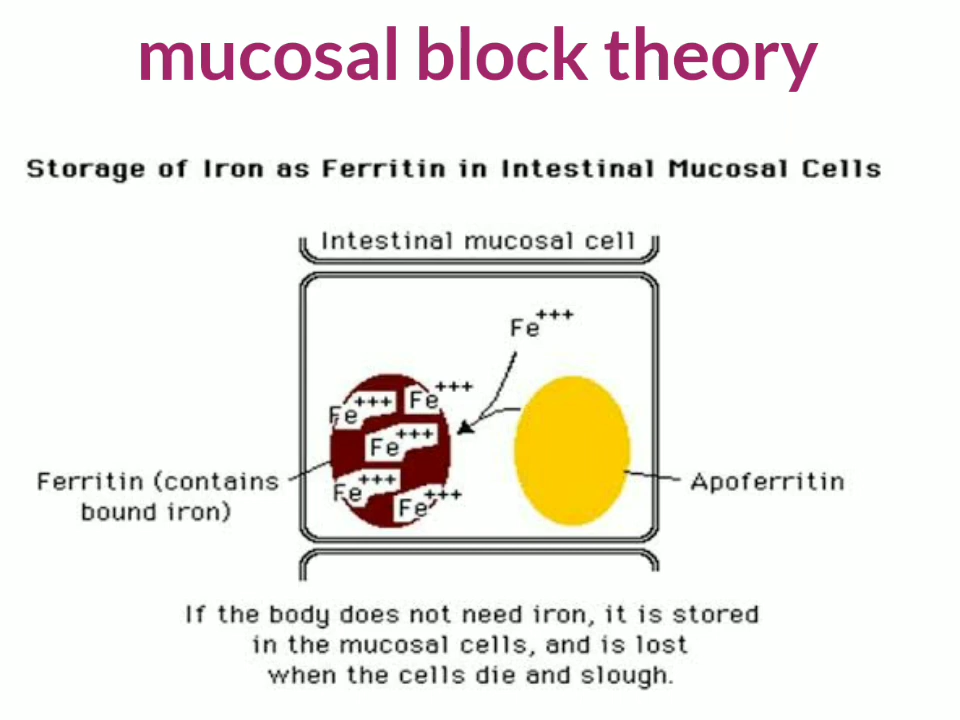 mucosal block theory
Storage of Iron as Ferritin in Intestinal Mucosal Cells
Intestinal mucosal cell
Fe+++
Fe+++
Fe+++
Fe+++
Fe+++
Fe+++
Ferritin (contains
bound iron)
Apoferritin
If the body does not need iron, it is stored
in the mucosal cells, and is lost
when the cells die and slough.